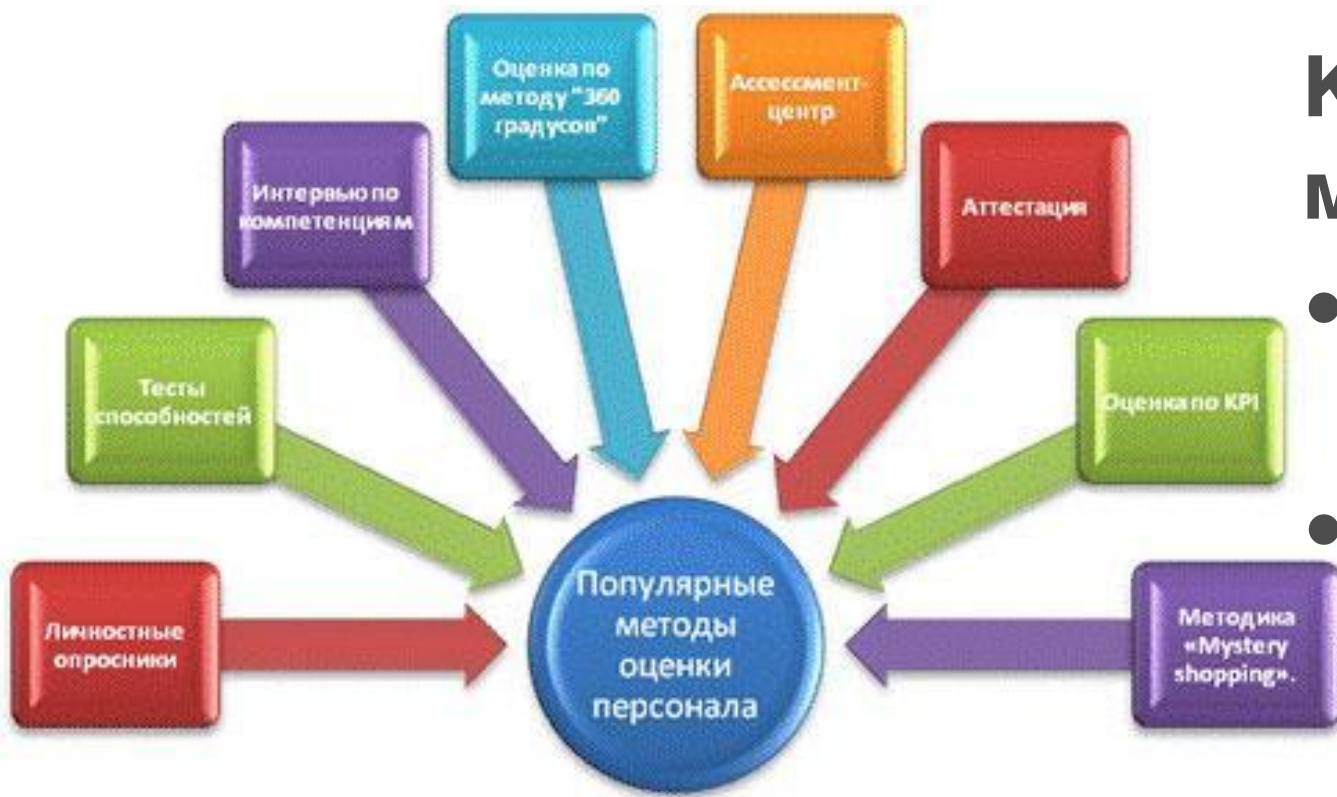 Оценка по
методу "360
градусов"
Ассессмент-
центр
Интервью по
компетенциям
Аттестация
Тесты
способностей
Оценка по KPI
Личностные
опросники
Популярные
методы
оценки
персонала
Методика
«Mystery
shopping».